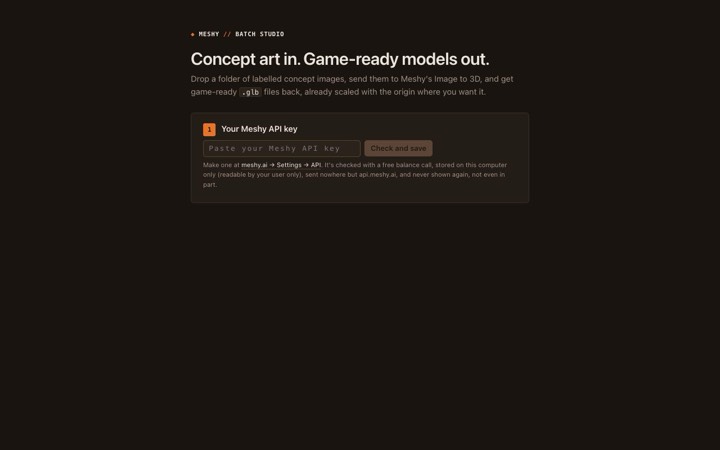 MESHY // BATCH STUDIO
Concept art in. Game-ready models out.
Drop a folder of labelled concept images, send them to Meshy's Image to 3D, and get
game-ready .glb files back, already scaled with the origin where you want it.
1 Your Meshy API key
Paste your Meshy API key Check and save
Make one at meshy.ai → Settings → API. It's checked with a free balance call, stored on this computer
only (readable by your user only), sent nowhere but api.meshy.ai, and never shown again, not even in
part.